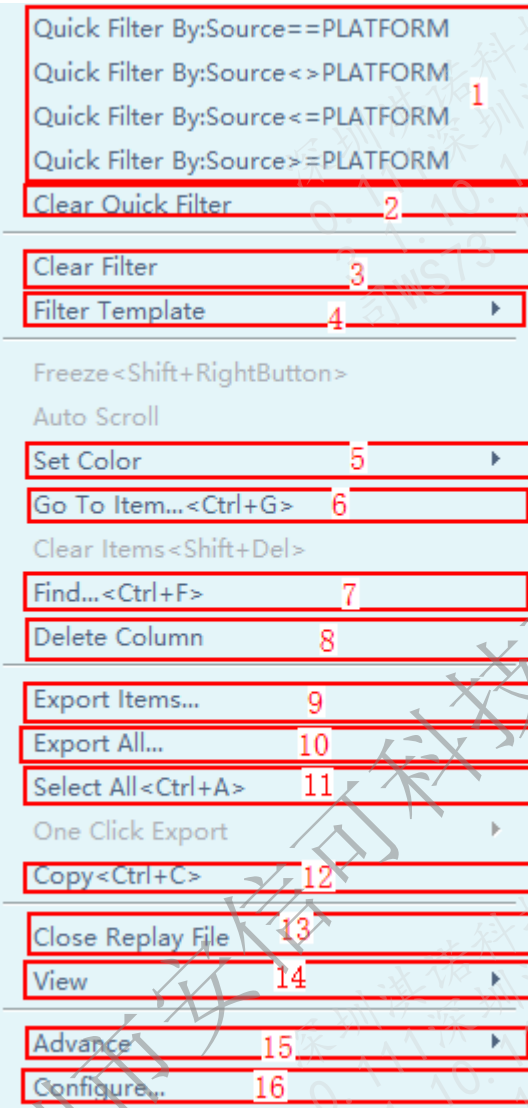 Quick Filter By:Source==PLATFORM
Quick Filter By:Source<>PLATFORM
1
Quick Filter By:Source<=PLATFORM
Quick Filter By:Source>=PLATFORM
Clear Quick Filter 2
Clear Filter 3
Filter Template 4
Freeze<Shift+RightButton>
Auto Scroll
Set Color 5
Go To Item...<Ctrl+G> 6
Clear Items<Shift+Del>
Find...<Ctrl+F> 7
Delete Column 8
Export Items... 9
Export All... 10
Select All<Ctrl+A> 11
One Click Export
Copy<Ctrl+C> 12
Close Replay File 13
View 14
Advance 15
Configure... 16